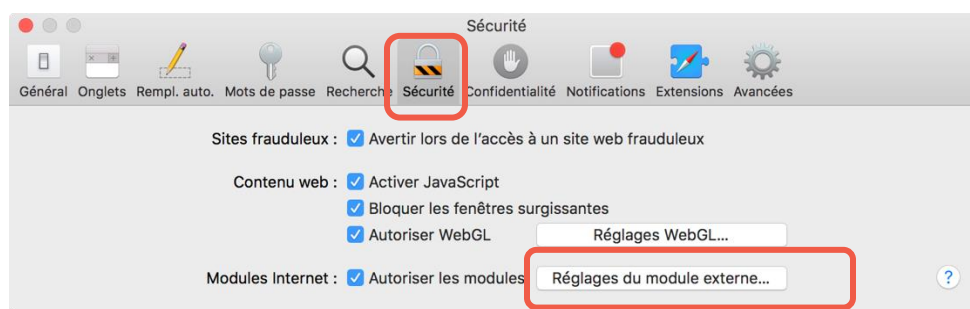 Sécurité
Général Onglets Rempl. auto. Mots de passe Recherche Sécurité Confidentialité Notifications Extensions Avancées
Sites frauduleux : Avertir lors de l'accès à un site web frauduleux
Contenu web : Activer JavaScript
Bloquer les fenêtres surgissantes
Autoriser WebGL Réglages WebGL...
Modules Internet : Autoriser les modules Réglages du module externe... ?